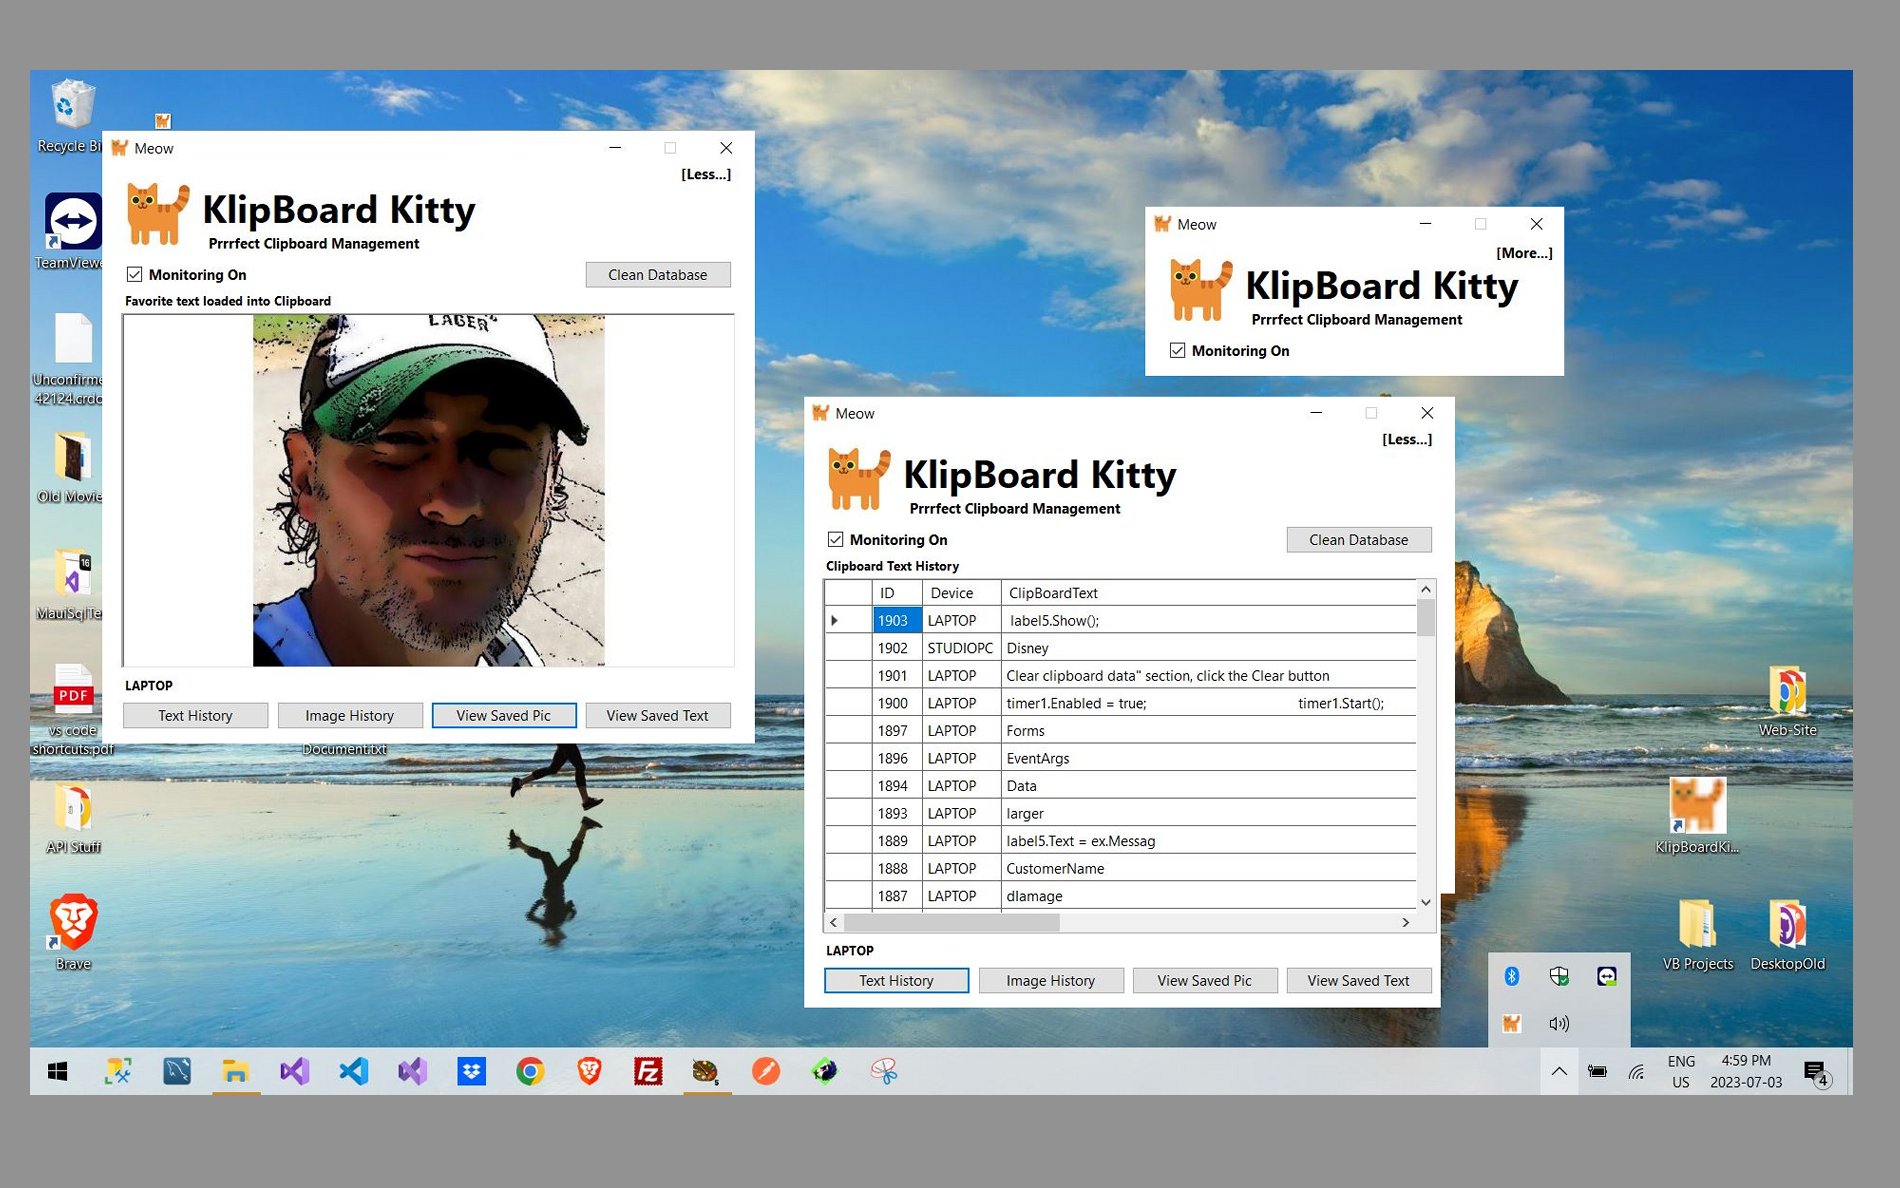 Recycle Bi
TeamViewe
Unconfirme
42124.crdo
Old Movie
16
MauiSqlTe
PDF
vs code
shortcuts.pdf
API Stuff
Brave
Meow
[Less...]
KlipBoard Kitty
Prrrfect Clipboard Management
Monitoring On
Clean Database
Favorite text loaded into Clipboard
LAGER
LAPTOP
Text History
Image History
View Saved Pic
View Saved Text
Document.txt
Meow
[More...]
KlipBoard Kitty
Prrrfect Clipboard Management
Monitoring On
Meow
[Less...]
KlipBoard Kitty
Prrrfect Clipboard Management
Monitoring On
Clean Database
Clipboard Text History
ID Device ClipBoardText
1903 LAPTOP label5.Show();
1902 STUDIOPC Disney
1901 LAPTOP Clear clipboard data" section, click the Clear button
1900 LAPTOP timer1.Enabled = true; timer1.Start();
1897 LAPTOP Forms
1896 LAPTOP EventArgs
1894 LAPTOP Data
1893 LAPTOP larger
1889 LAPTOP label5.Text = ex.Messag
1888 LAPTOP CustomerName
1887 LAPTOP dlamage
LAPTOP
Text History
Image History
View Saved Pic
View Saved Text
Web-Site
KlipBoardKi...
VB Projects
DesktopOld
Fz
5
ENG
US
4:59 PM
2023-07-03
4